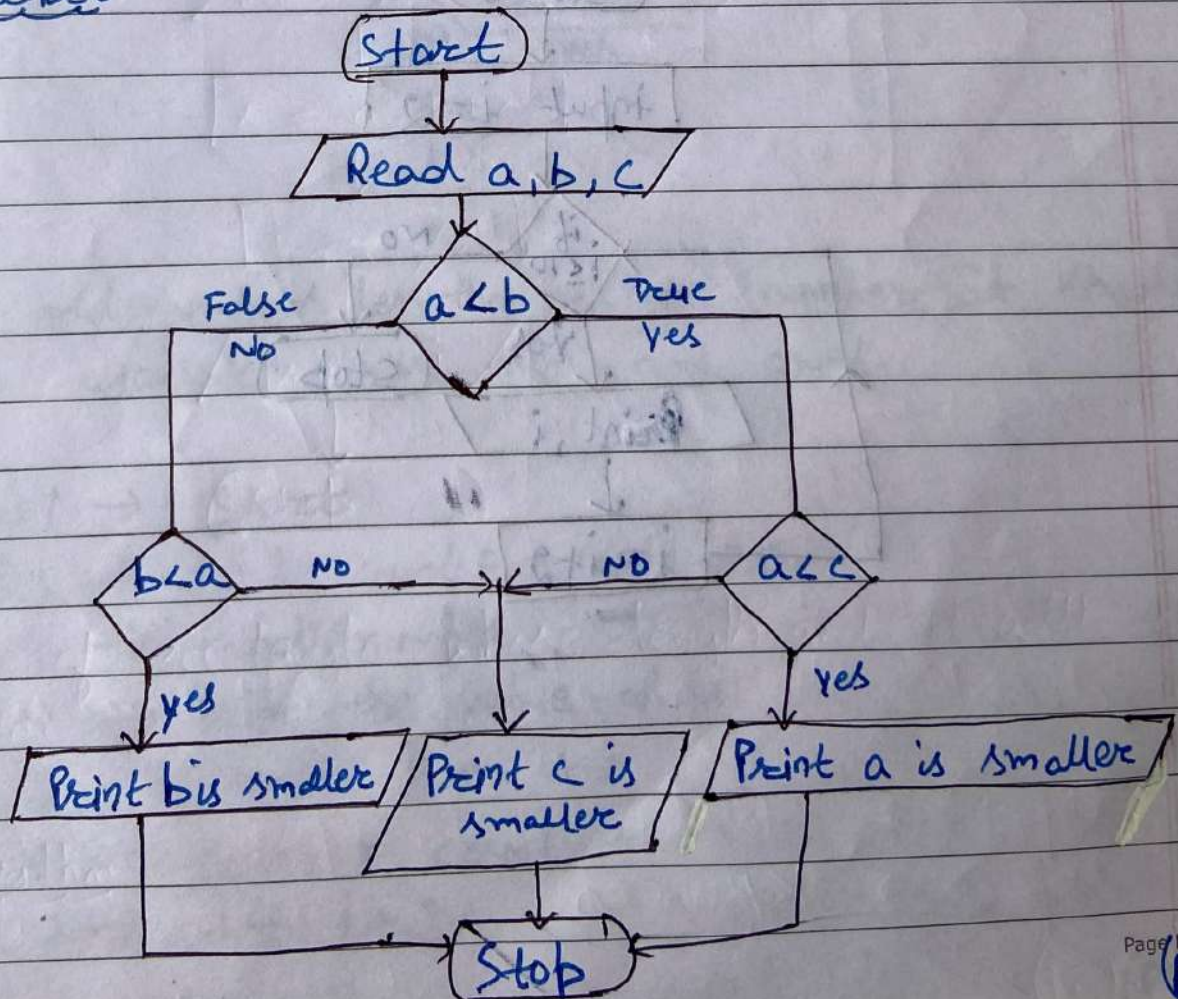 Start
Read a, b, c
a < b
False
No
True
Yes
b < a
NO
NO
a < c
yes
yes
Print b is smaller
Print c is
smaller
Print a is smaller
Stop
Page